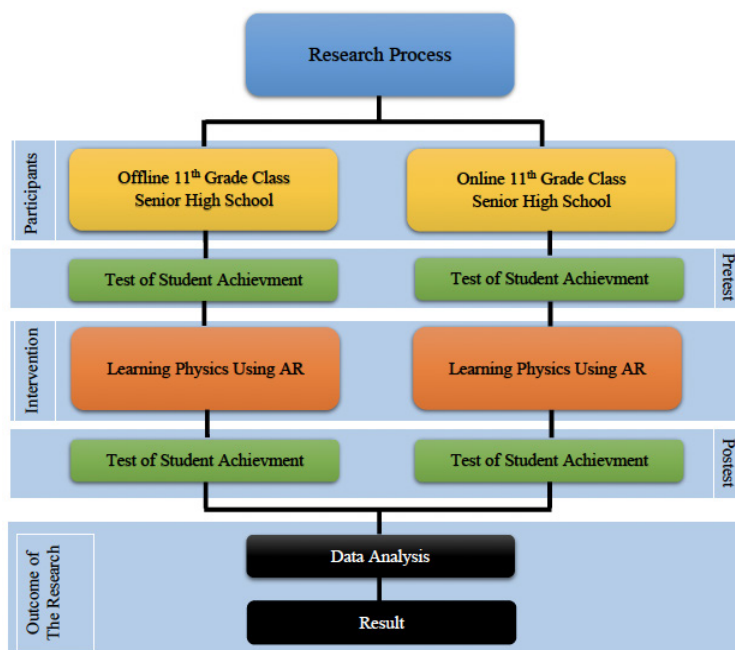 Research Process
Participants
Offline 11th Grade Class
Senior High School
Online 11th Grade Class
Senior High School
Test of Student Achievment
Test of Student Achievment
Pretest
Intervention
Learning Physics Using AR
Learning Physics Using AR
Test of Student Achievment
Test of Student Achievment
Postest
Outcome of
The Research
Data Analysis
Result